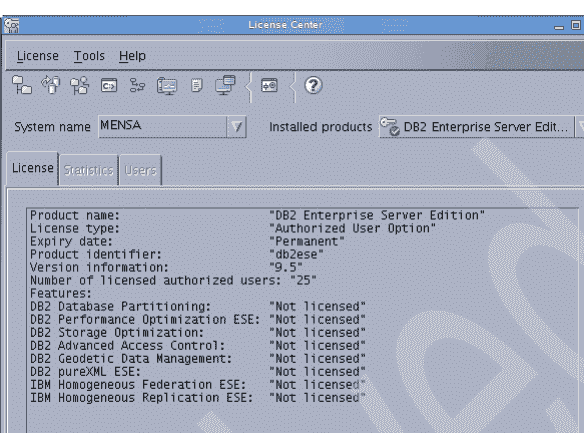 License Center
License Tools Help
System name MENSA Installed products DB2 Enterprise Server Edit...
License Statistics Users
Product name: "DB2 Enterprise Server Edition"
License type: "Authorized User Option"
Expiry date: "Permanent"
Product identifier: "db2ese"
Version information: "9.5"
Number of licensed authorized users: "25"
Features:
DB2 Database Partitioning: "Not licensed"
DB2 Performance Optimization ESE: "Not licensed"
DB2 Storage Optimization: "Not licensed"
DB2 Advanced Access Control: "Not licensed"
DB2 Geodetic Data Management: "Not licensed"
DB2 pureXML ESE: "Not licensed"
IBM Homogeneous Federation ESE: "Not licensed"
IBM Homogeneous Replication ESE: "Not licensed"